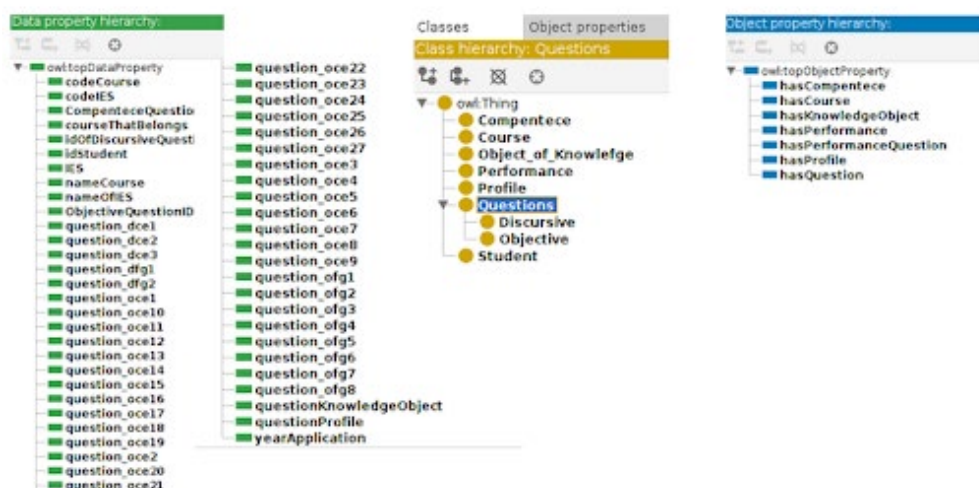 Data property hierarchy:
owl:topDataProperty
codeCourse
codeIES
CompenteceQuestio
courseThatBelongs
idOfDiscursiveQuesti
idStudent
IES
nameCourse
nameOfIES
ObjectiveQuestionID
question_dce1
question_dce2
question_dce3
question_dfg1
question_dfg2
question_oce1
question_oce10
question_oce11
question_oce12
question_oce13
question_oce14
question_oce15
question_oce16
question_oce17
question_oce18
question_oce19
question_oce2
question_oce20
question_oce21
question_oce22
question_oce23
question_oce24
question_oce25
question_oce26
question_oce27
question_oce3
question_oce4
question_oce5
question_oce6
question_oce7
question_oce8
question_oce9
question_ofg1
question_ofg2
question_ofg3
question_ofg4
question_ofg5
question_ofg6
question_ofg7
question_ofg8
questionKnowledgeObject
questionProfile
yearApplication
Classes Object properties
Class hierarchy: Questions
owl:Thing
Compentece
Course
Object_of_Knowlefge
Performance
Profile
Questions
Discursive
Objective
Student
Object property hierarchy:
owl:topObjectProperty
hasCompentece
hasCourse
hasKnowledgeObject
hasPerformance
hasPerformanceQuestion
hasProfile
hasQuestion